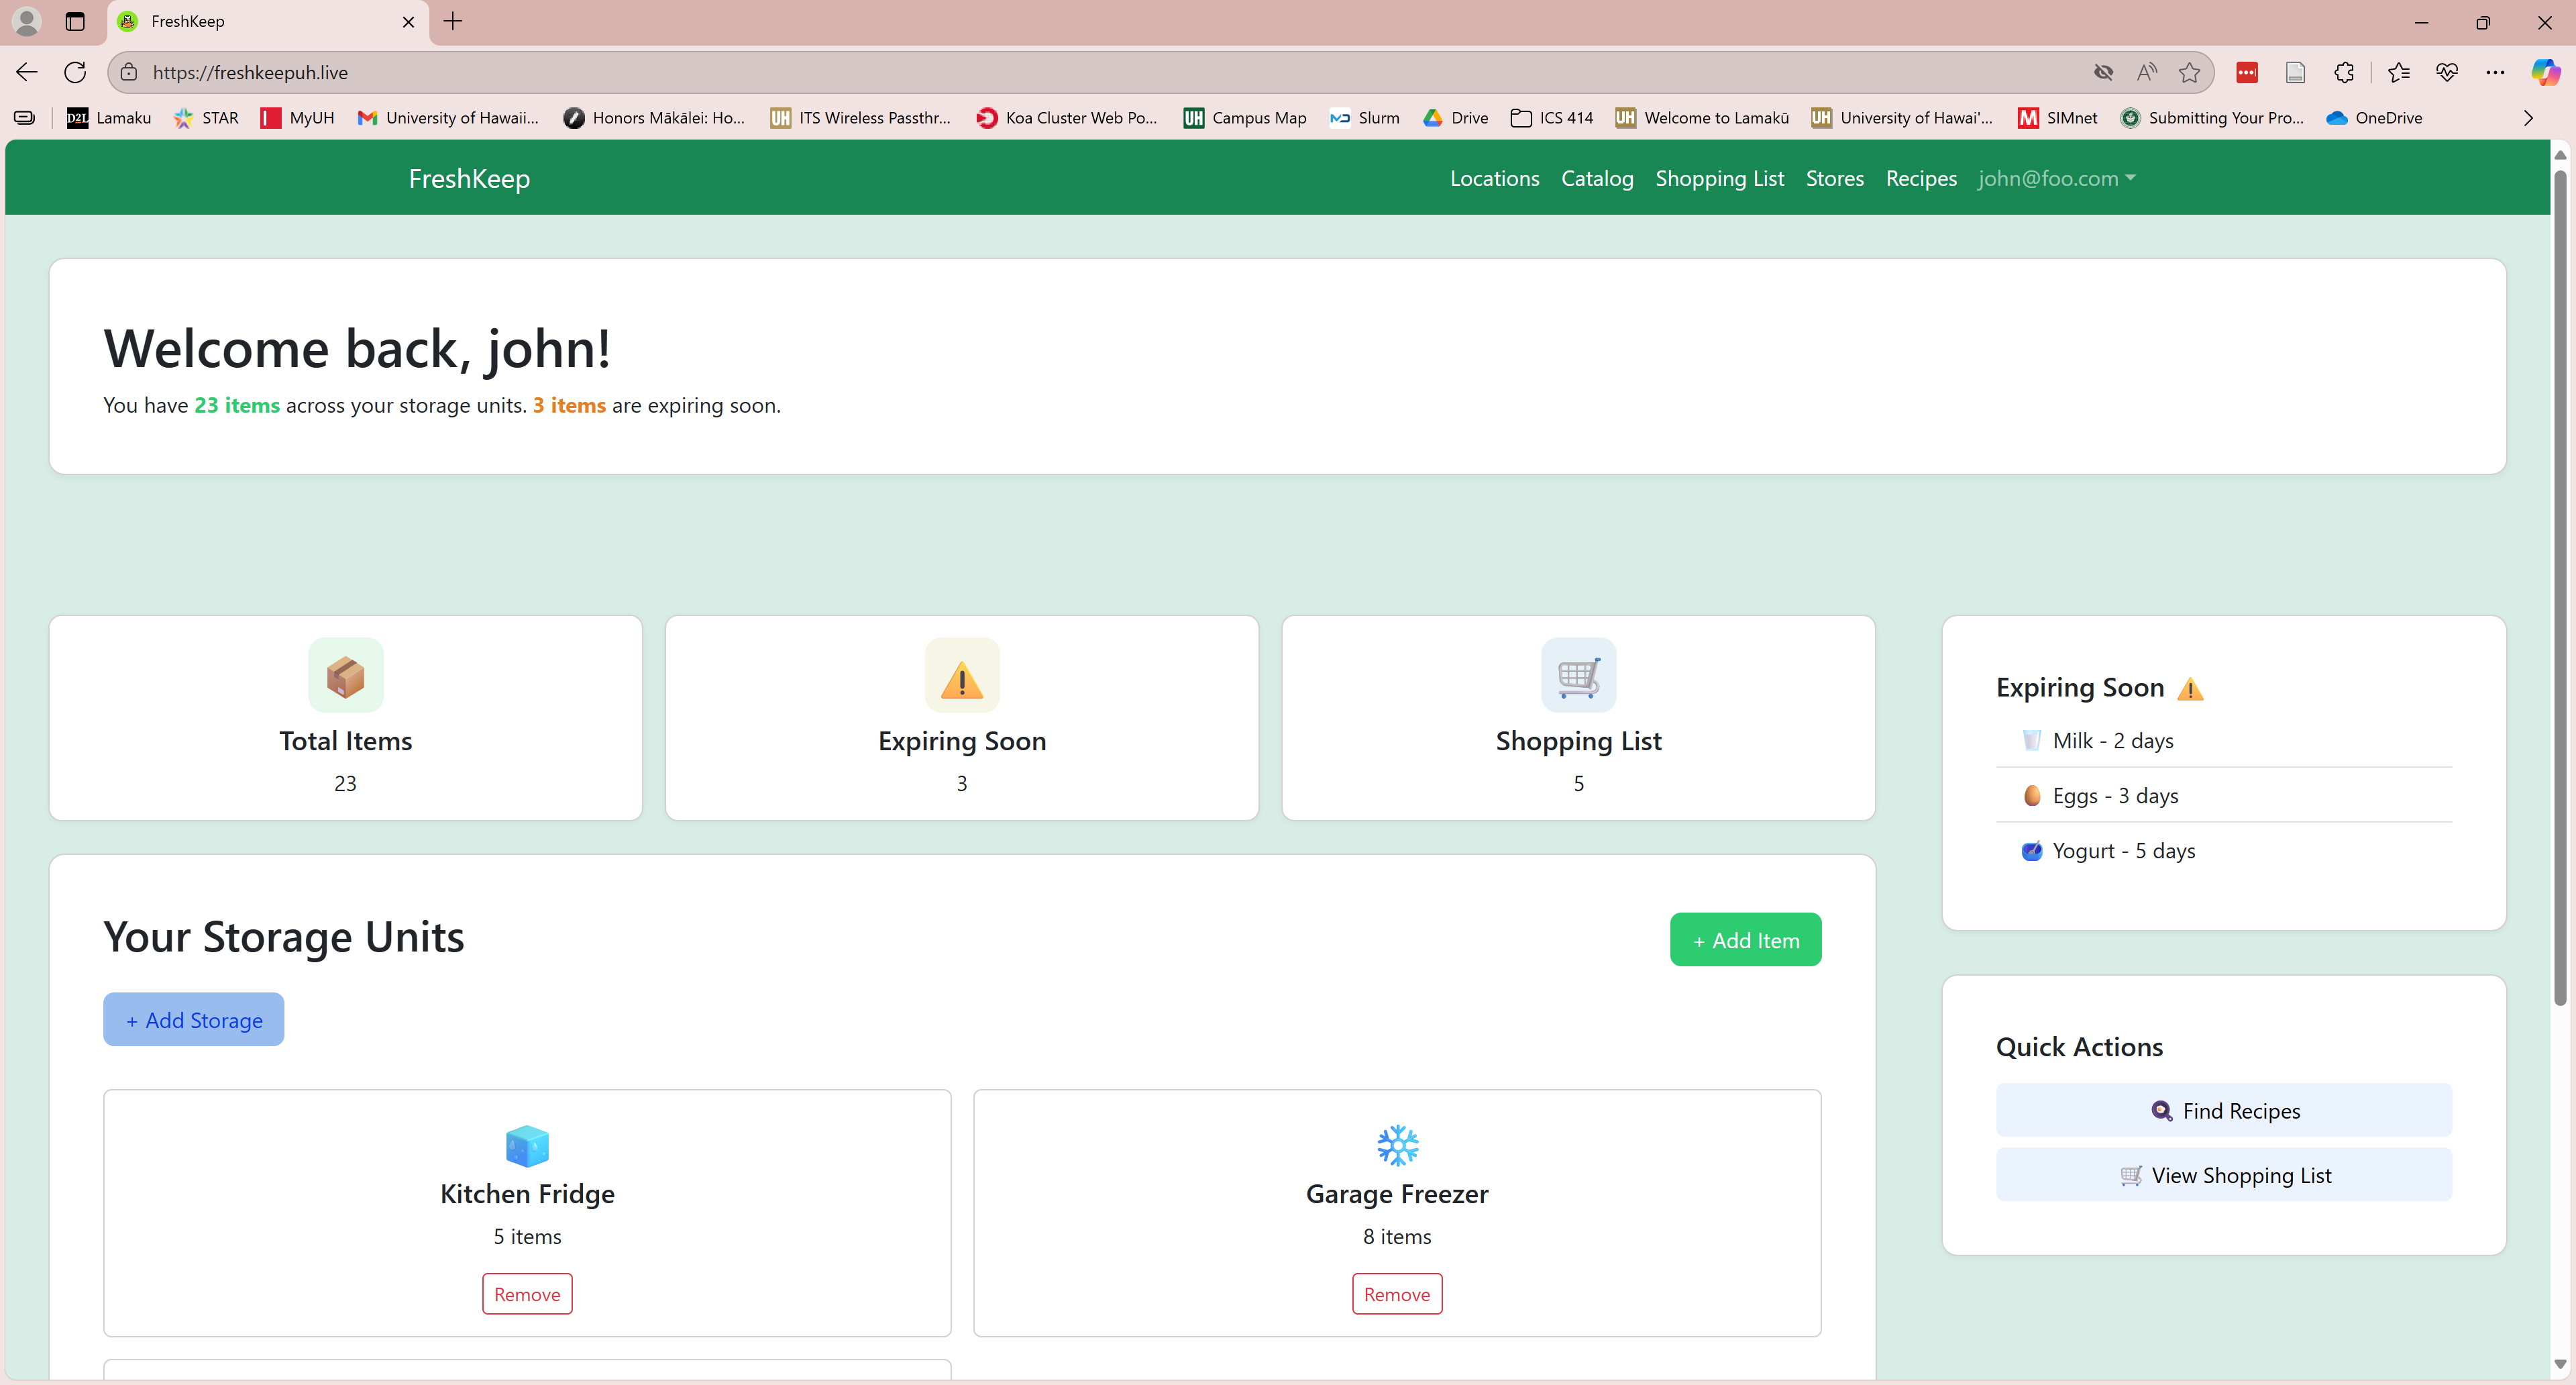 FreshKeep
https://freshkeepuh.live
D2L Lamaku STAR MyUH University of Hawaii... Honors Mākālei: Ho... UH ITS Wireless Passthr... Koa Cluster Web Po... UH Campus Map Slurm Drive ICS 414 UH Welcome to Lamakū UH University of Hawai'... M SIMnet Submitting Your Pro... OneDrive
FreshKeep Locations Catalog Shopping List Stores Recipes john@foo.com
Welcome back, john!
You have 23 items across your storage units. 3 items are expiring soon.
Total Items
23
Expiring Soon
3
Shopping List
5
Your Storage Units
+ Add Item
+ Add Storage
Kitchen Fridge
5 items
Remove
Garage Freezer
8 items
Remove
Expiring Soon
Milk - 2 days
Eggs - 3 days
Yogurt - 5 days
Quick Actions
Find Recipes
View Shopping List